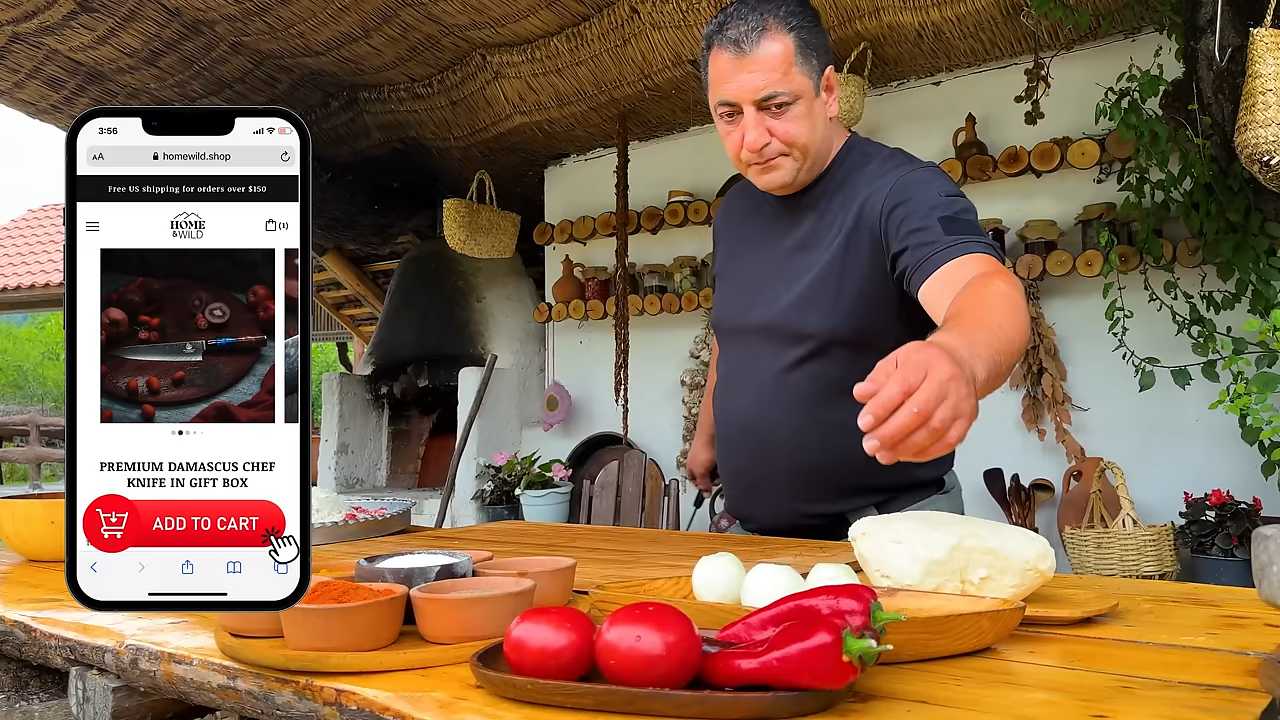 3:56
AA
homewild.shop
Free US shipping for orders over $150
HOME
&WILD
(1)
PREMIUM DAMASCUS CHEF
KNIFE IN GIFT BOX
ADD TO CART